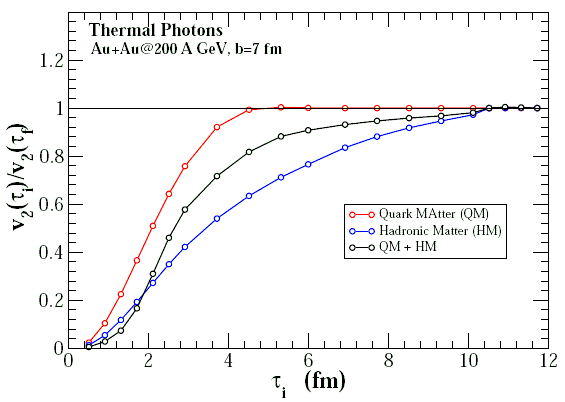 Thermal Photons
Au+Au@200 A GeV, b=7 fm
1.2
1
0.8
0.6
0.4
0.2
0
v2(τi)/v2(τf)
Quark MAtter (QM)
Hadronic Matter (HM)
QM + HM
0 2 4 6 8 10 12
τi (fm)